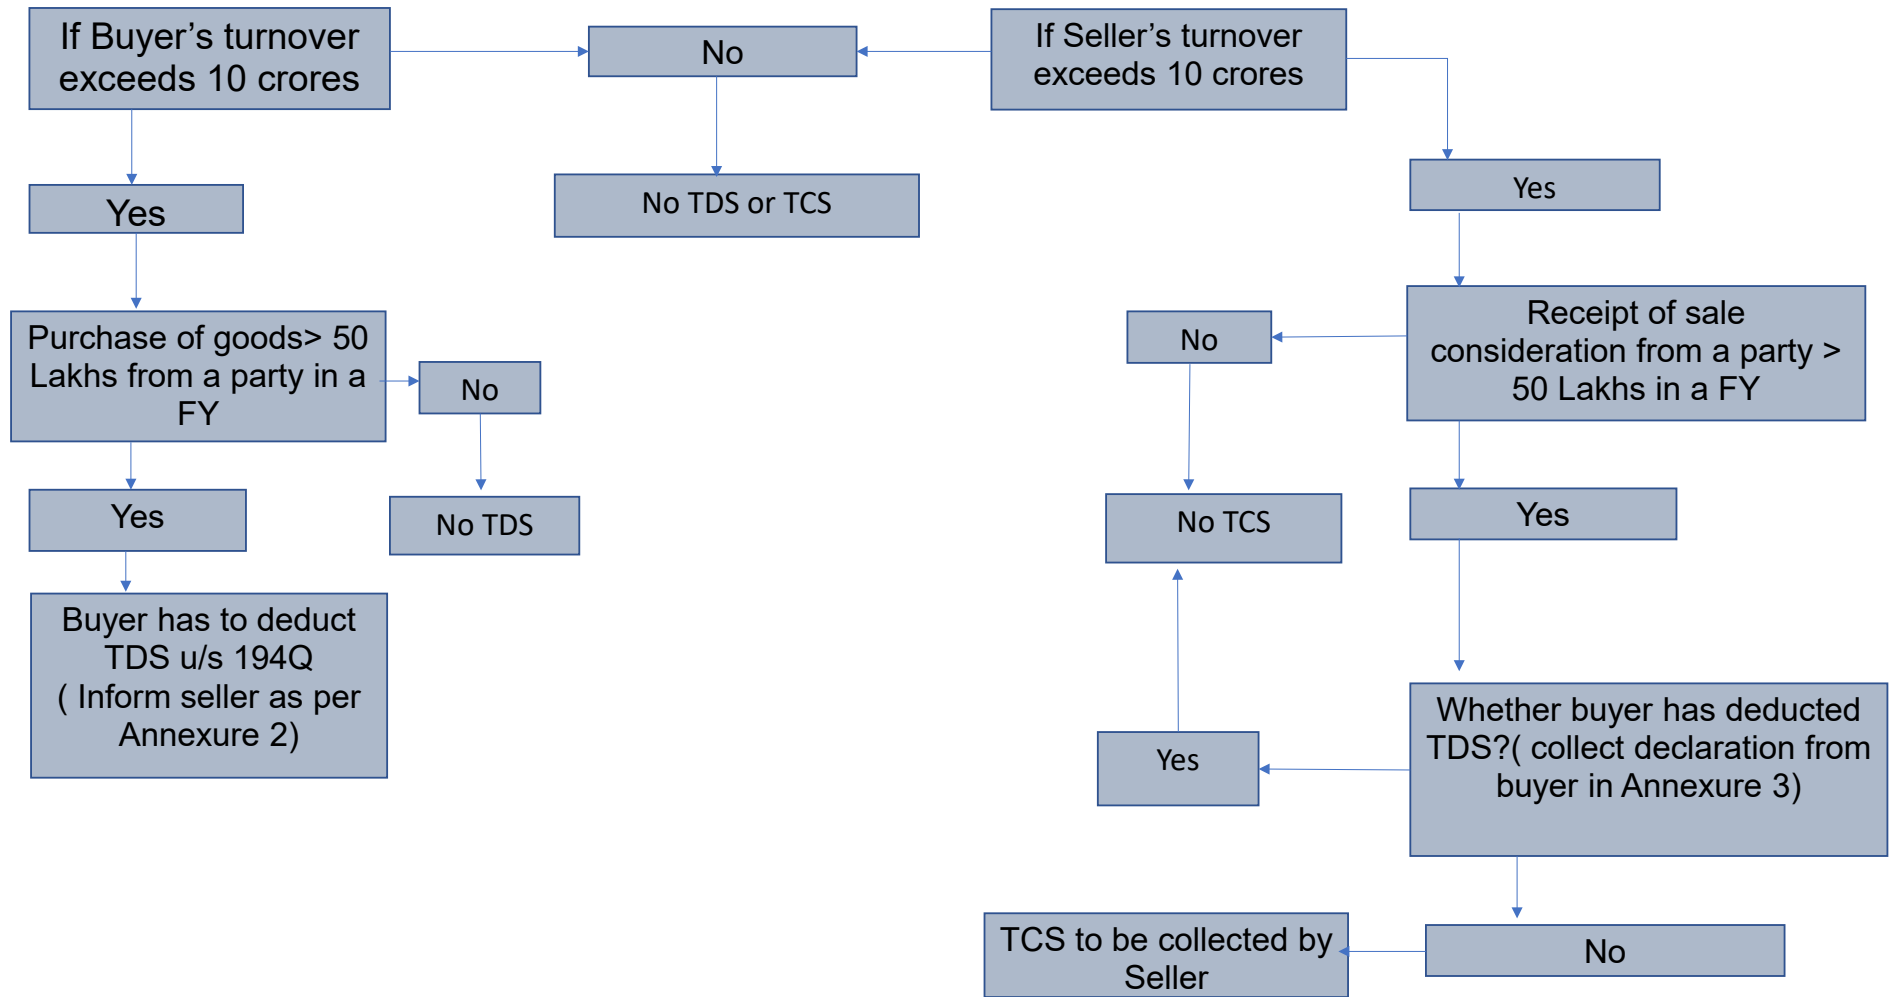 If Buyer’s turnover
exceeds 10 crores
No
If Seller’s turnover
exceeds 10 crores
Yes
No TDS or TCS
Yes
Purchase of goods> 50
Lakhs from a party in a
FY
No
No
Receipt of sale
consideration from a party >
50 Lakhs in a FY
Yes
No TDS
No TCS
Yes
Buyer has to deduct
TDS u/s 194Q
( Inform seller as per
Annexure 2)
Yes
Whether buyer has deducted
TDS?( collect declaration from
buyer in Annexure 3)
TCS to be collected by
Seller
No